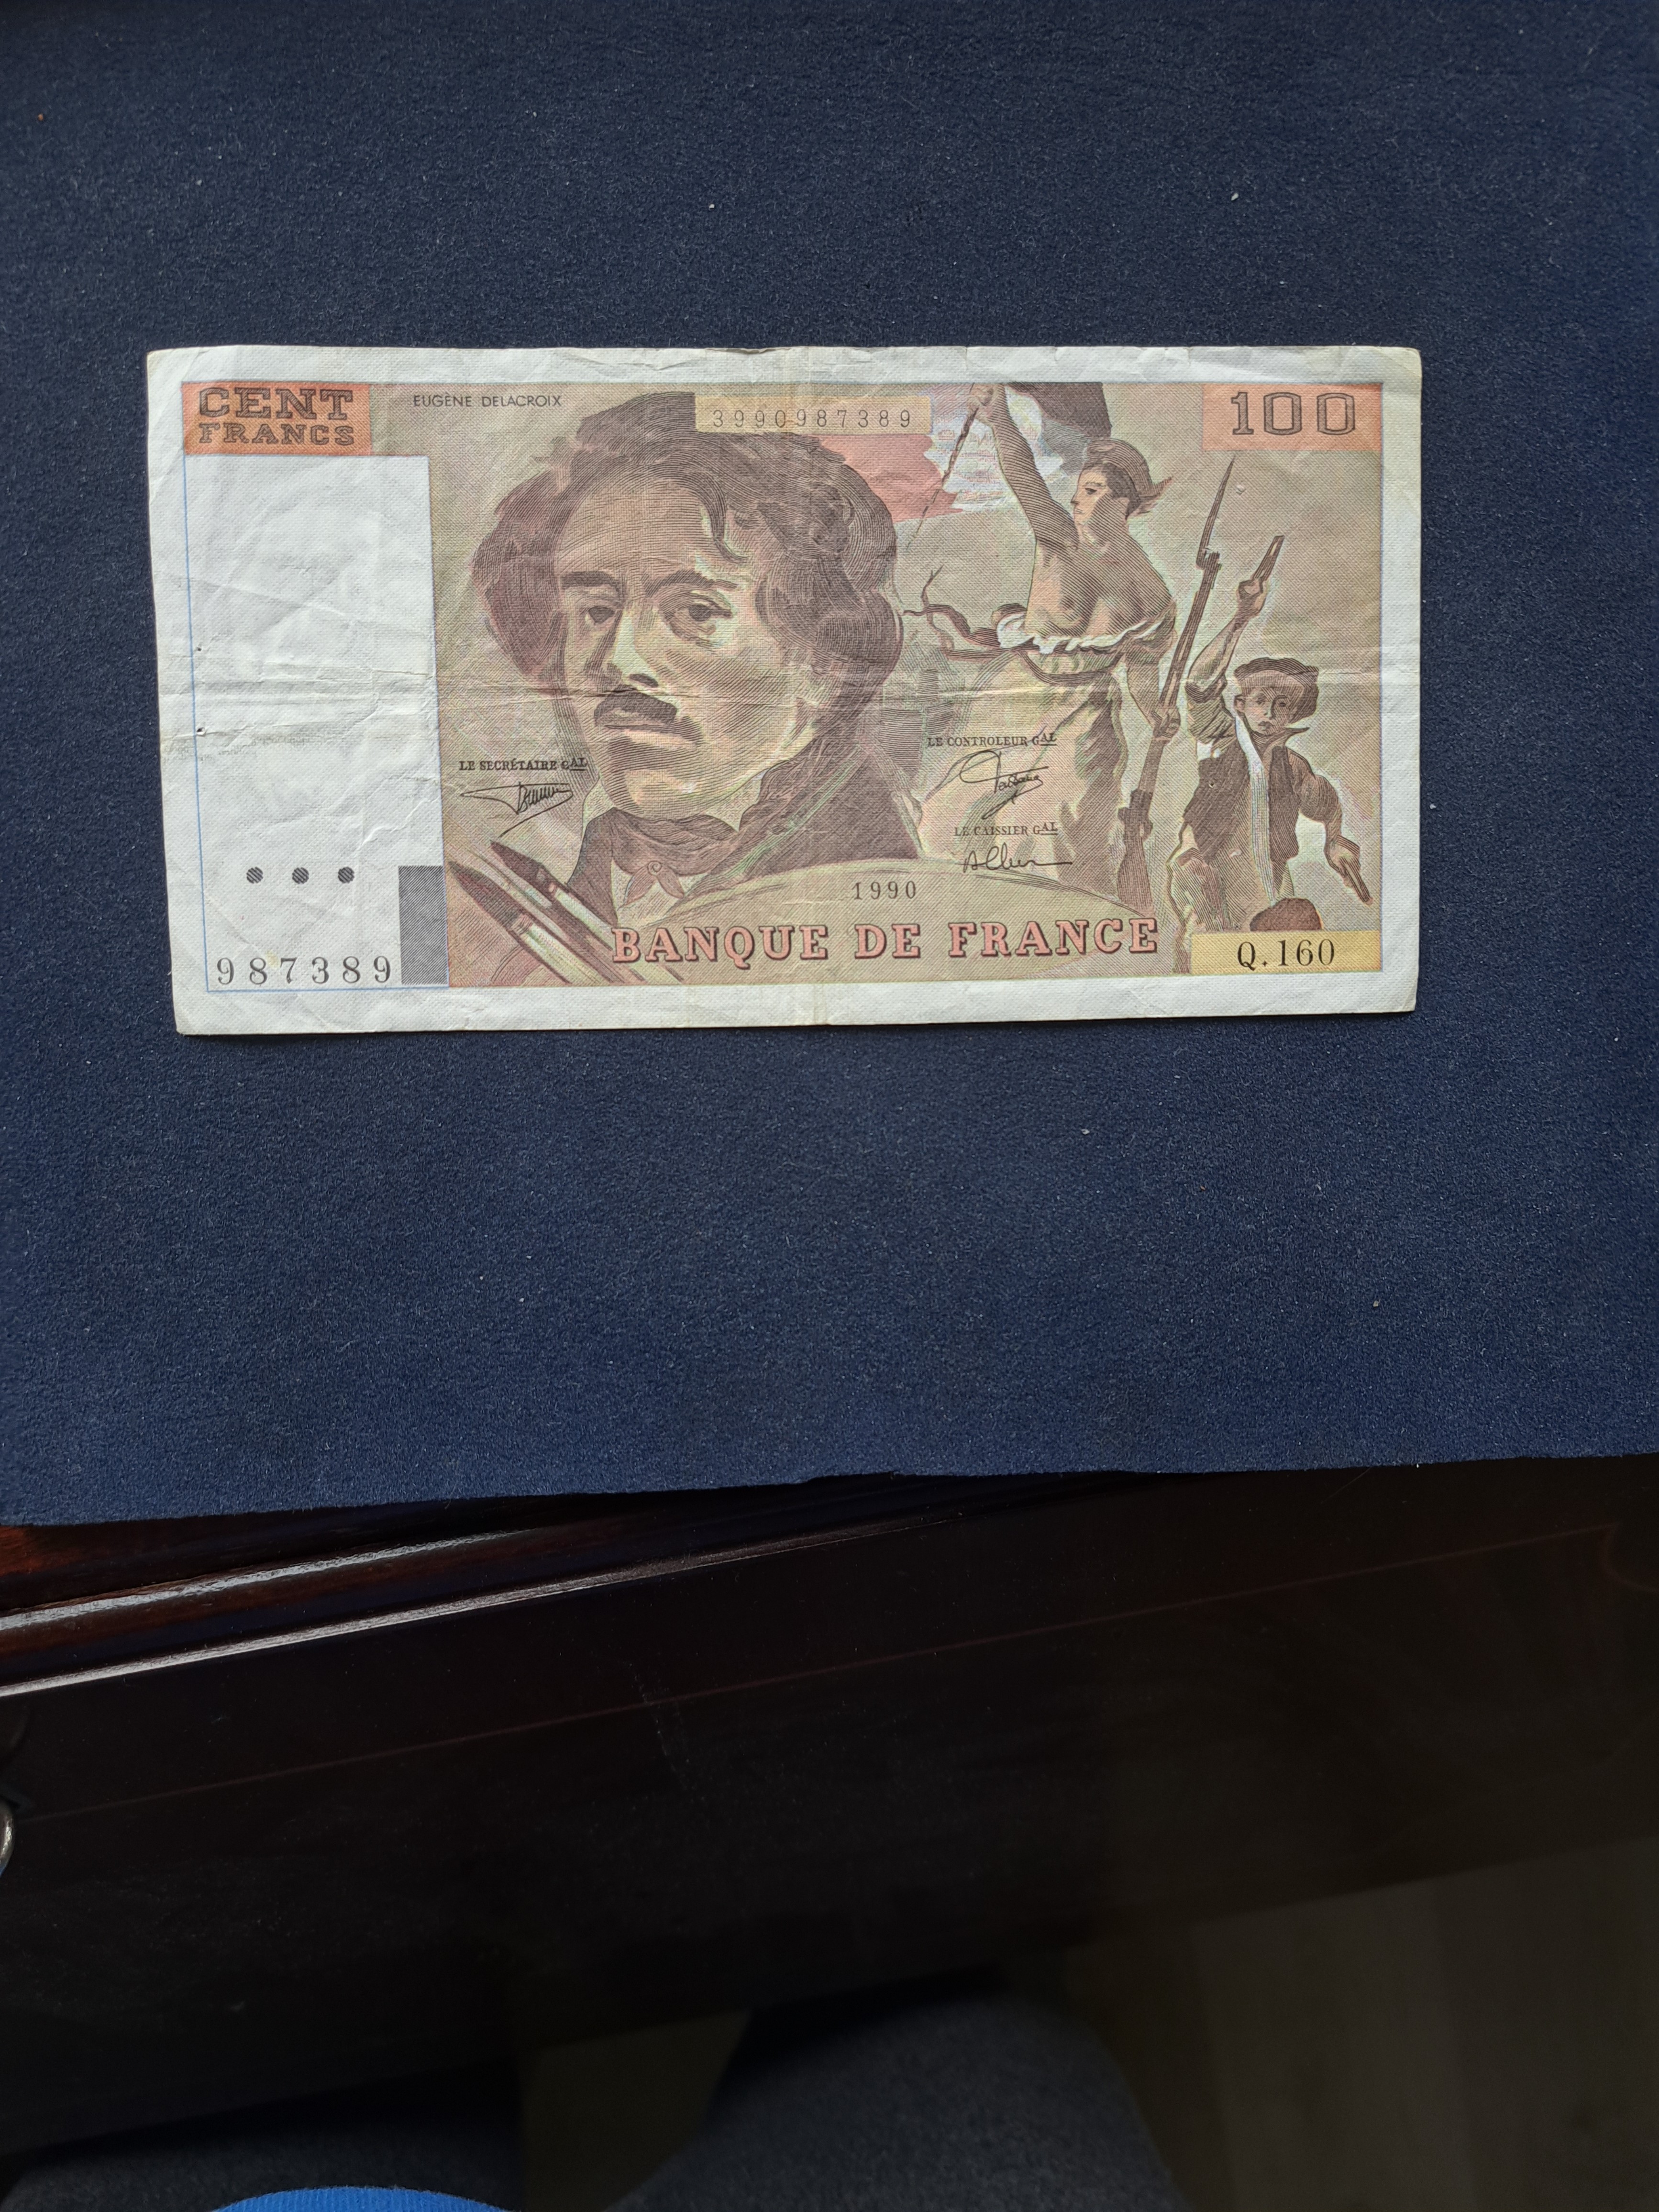 CENT
FRANCS
EUGÈNE DELACROIX
3990987389
100
LE SECRÉTAIRE GAL
LE CONTROLEUR GAL
LE CAISSIER GAL
1990
BANQUE DE FRANCE
987389
Q.160